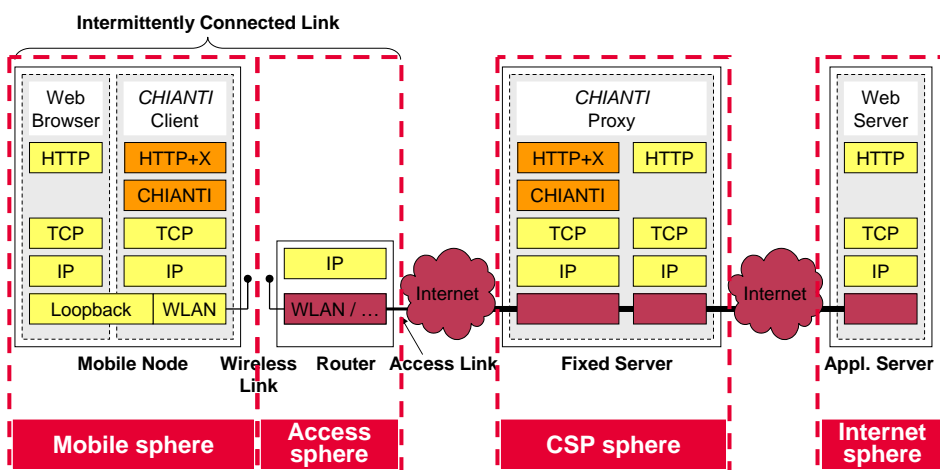 Intermittently Connected Link
Web
Browser
CHIANTI
Client
CHIANTI
Proxy
Web
Server
HTTP
HTTP+X
HTTP+X
HTTP
HTTP
CHIANTI
CHIANTI
TCP
TCP
TCP
TCP
TCP
IP
IP
IP
IP
IP
IP
Loopback
WLAN
WLAN / …
Internet
Internet
Mobile Node
Wireless
Link
Router
Access Link
Fixed Server
Appl. Server
Mobile sphere
Access
sphere
CSP sphere
Internet
sphere